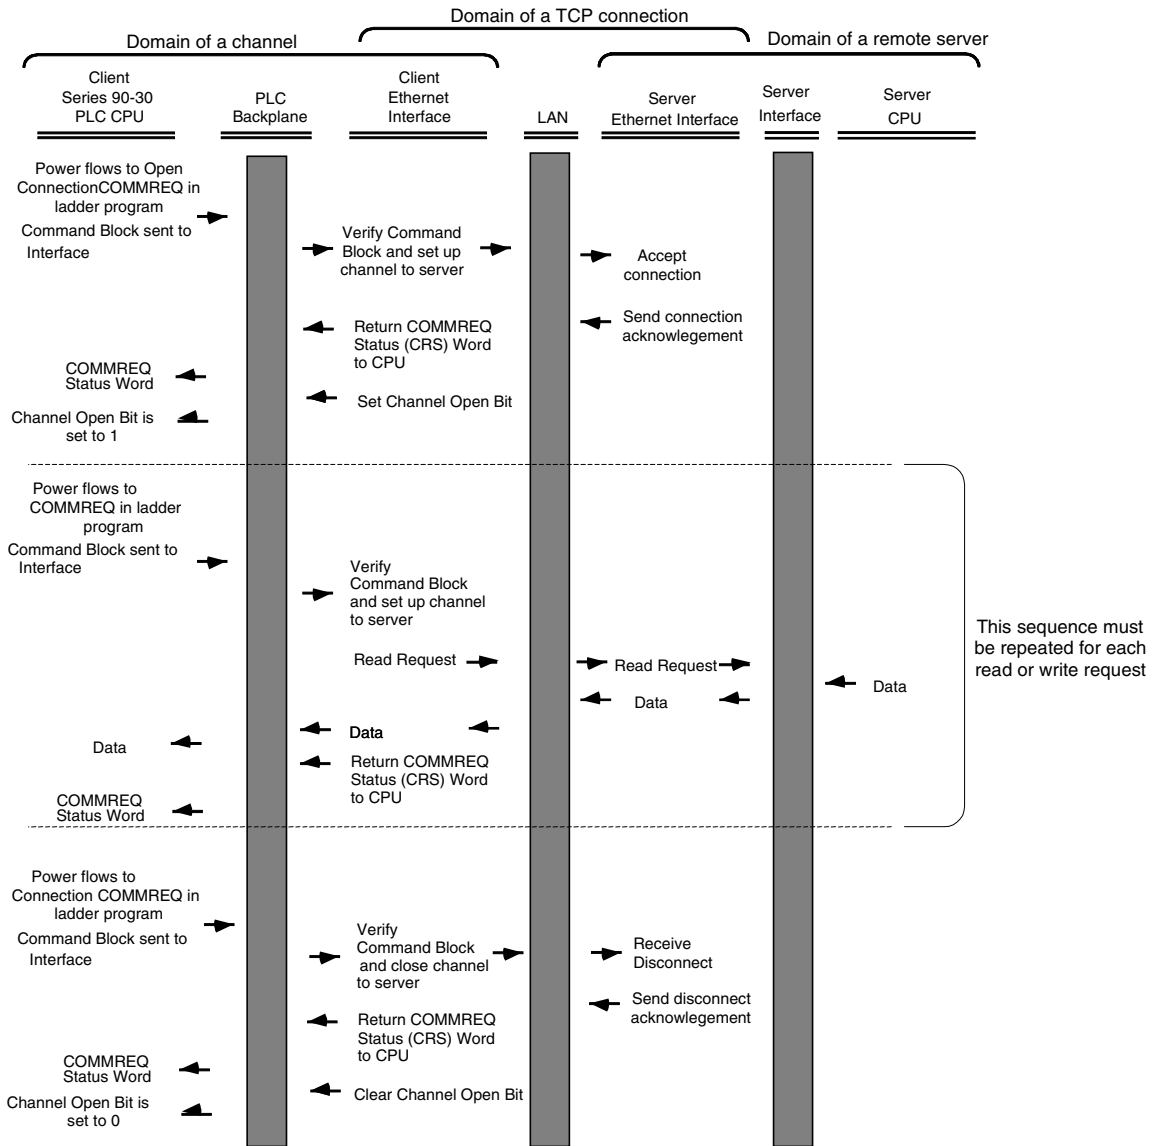 Domain of a TCP connection
Domain of a channel
Domain of a remote server
Client
Series 90-30
PLC CPU
PLC
Backplane
Client
Ethernet
Interface
LAN
Server
Ethernet Interface
Server
Interface
Server
CPU
Power flows to Open
ConnectionCOMMREQ in
ladder program
Command Block sent to
Interface
Verify Command
Block and set up
channel to server
Accept
connection
Send connection
acknowlegement
Return COMMREQ
Status (CRS) Word
to CPU
COMMREQ
Status Word
Set Channel Open Bit
Channel Open Bit is
set to 1
Power flows to
COMMREQ in ladder
program
Command Block sent to
Interface
Verify
Command Block
and set up channel
to server
Read Request
Read Request
Data
Data
Data
Data
Return COMMREQ
Status (CRS) Word
to CPU
COMMREQ
Status Word
This sequence must
be repeated for each
read or write request
Power flows to
Connection COMMREQ in
ladder program
Command Block sent to
Interface
Verify
Command Block
and close channel
to server
Receive
Disconnect
Send disconnect
acknowlegement
Return COMMREQ
Status (CRS) Word
to CPU
COMMREQ
Status Word
Clear Channel Open Bit
Channel Open Bit is
set to 0